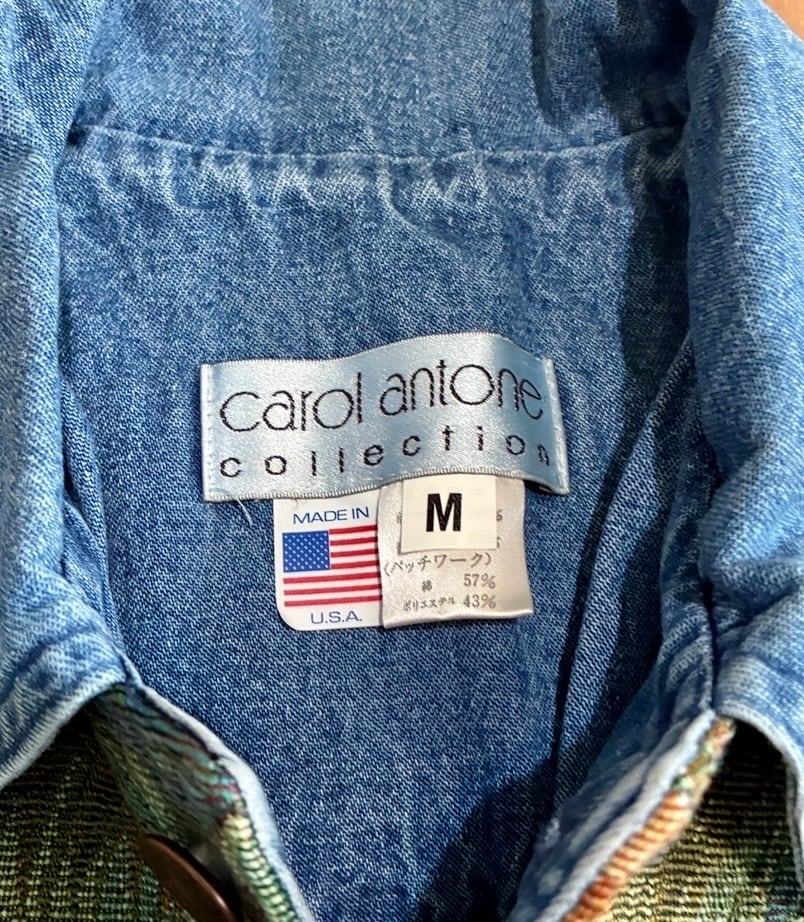 carol antone
collection
MADE IN
U.S.A.
M
(パッチワーク)
綿 57%
ポリエステル 43%